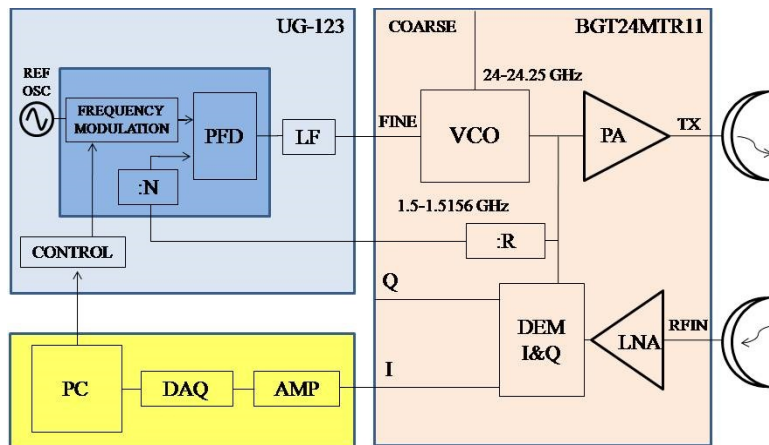 UG-123
BGT24MTR11
COARSE
24-24.25 GHz
REF
OSC
FREQUENCY
MODULATION
PFD
LF
FINE
VCO
PA
TX
:N
1.5-1.5156 GHz
:R
CONTROL
Q
DEM
I&Q
LNA
RFIN
I
PC
DAQ
AMP